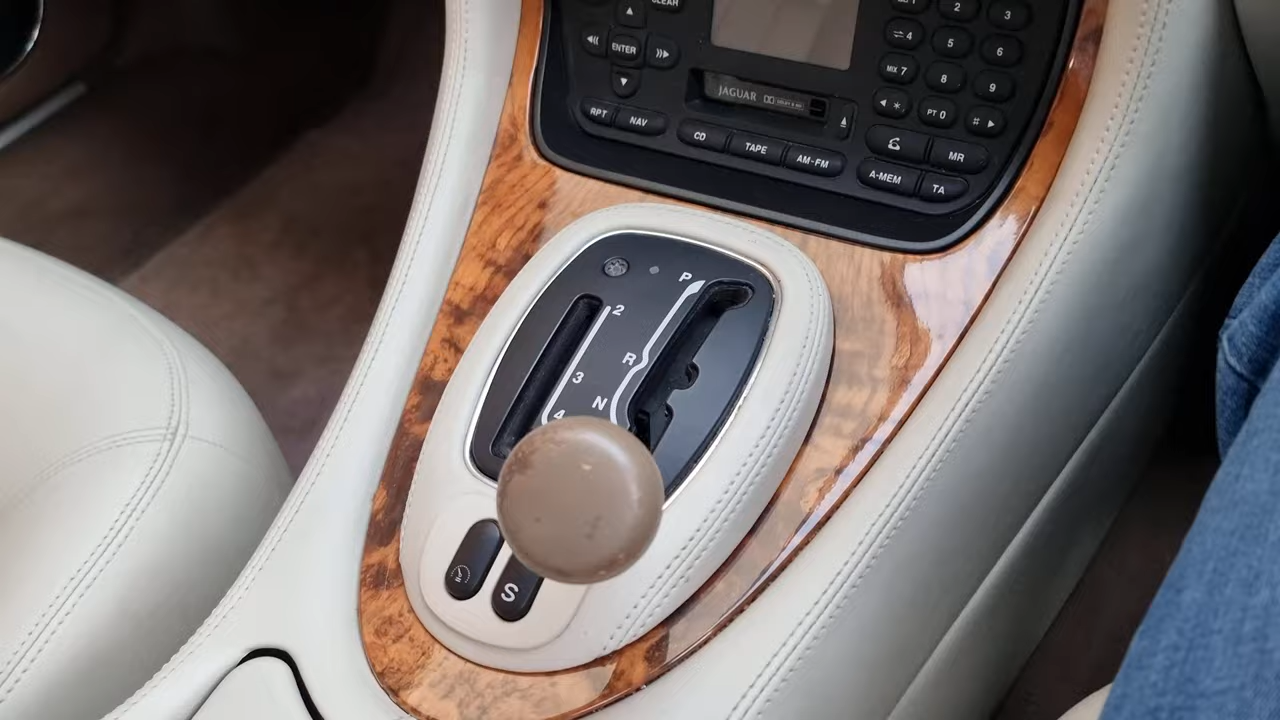 CLEAR
2
3
4
5
6
ENTER
MIX 7
8
9
JAGUAR
*
PT 0
#
RPT NAV
CD TAPE AM-FM
MR
A-MEM TA
P
2
R
3
N
4
S